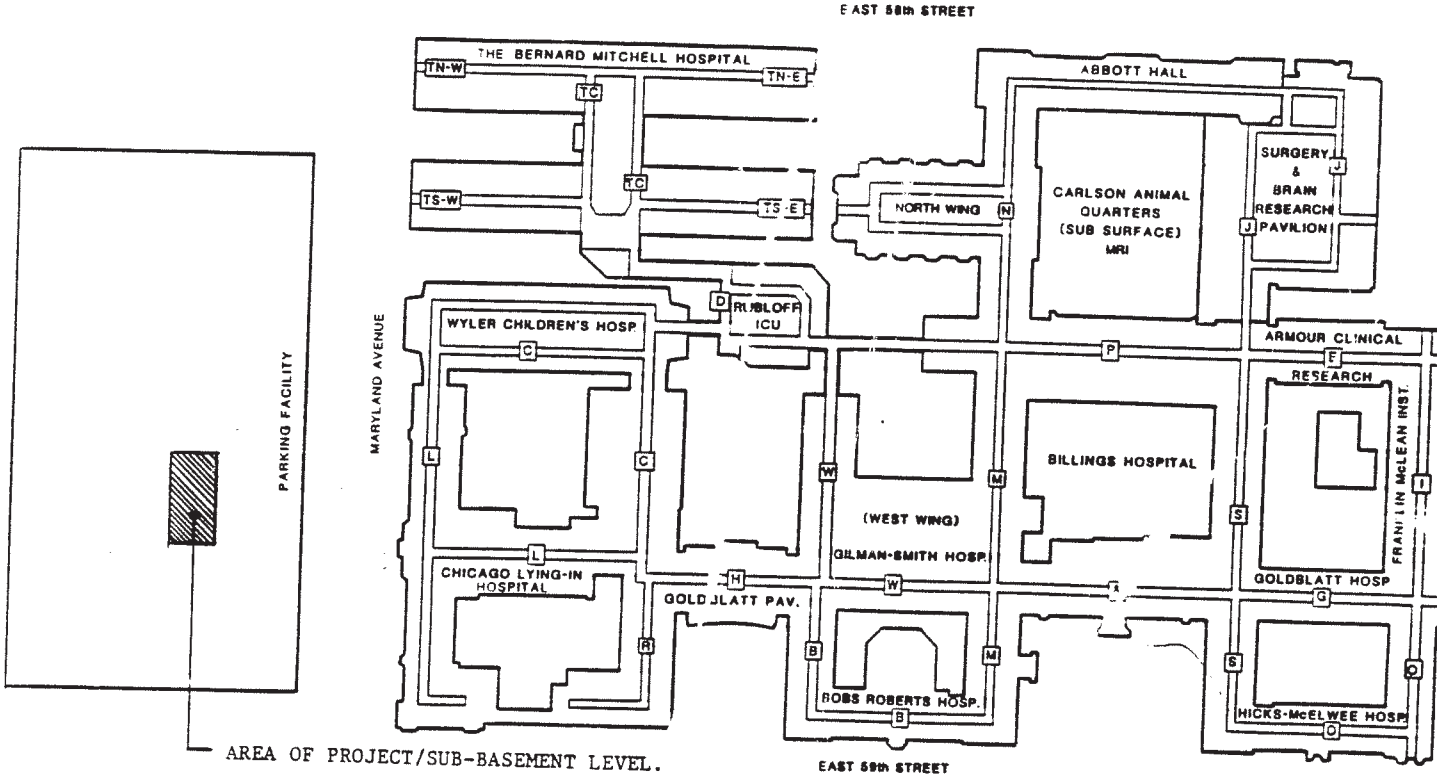 EAST 58th STREET
THE BERNARD MITCHELL HOSPITAL
TN-W
TN-E
TC
ABBOTT HALL
TC
TS-W
TS-E
NORTH WING
N
CARLSON ANIMAL
QUARTERS
(SUB SURFACE)
MRI
SURGERY
&
BRAIN
RESEARCH
PAVILION
J
J
D
RUBLOFF
ICU
WYLER CHILDREN'S HOSP.
C
P
ARMOUR CLINICAL
E
RESEARCH
MARYLAND AVENUE
PARKING FACILITY
L
C
W
M
BILLINGS HOSPITAL
S
FRANKLIN McLEAN INST.
I
(WEST WING)
GILMAN-SMITH HOSP.
L
CHICAGO LYING-IN
HOSPITAL
H
GOLDBLATT PAV.
W
GOLDBLATT HOSP
G
R
B
M
S
O
BOBS ROBERTS HOSP.
B
HICKS-McELWEE HOSP.
O
AREA OF PROJECT/SUB-BASEMENT LEVEL.
EAST 59th STREET